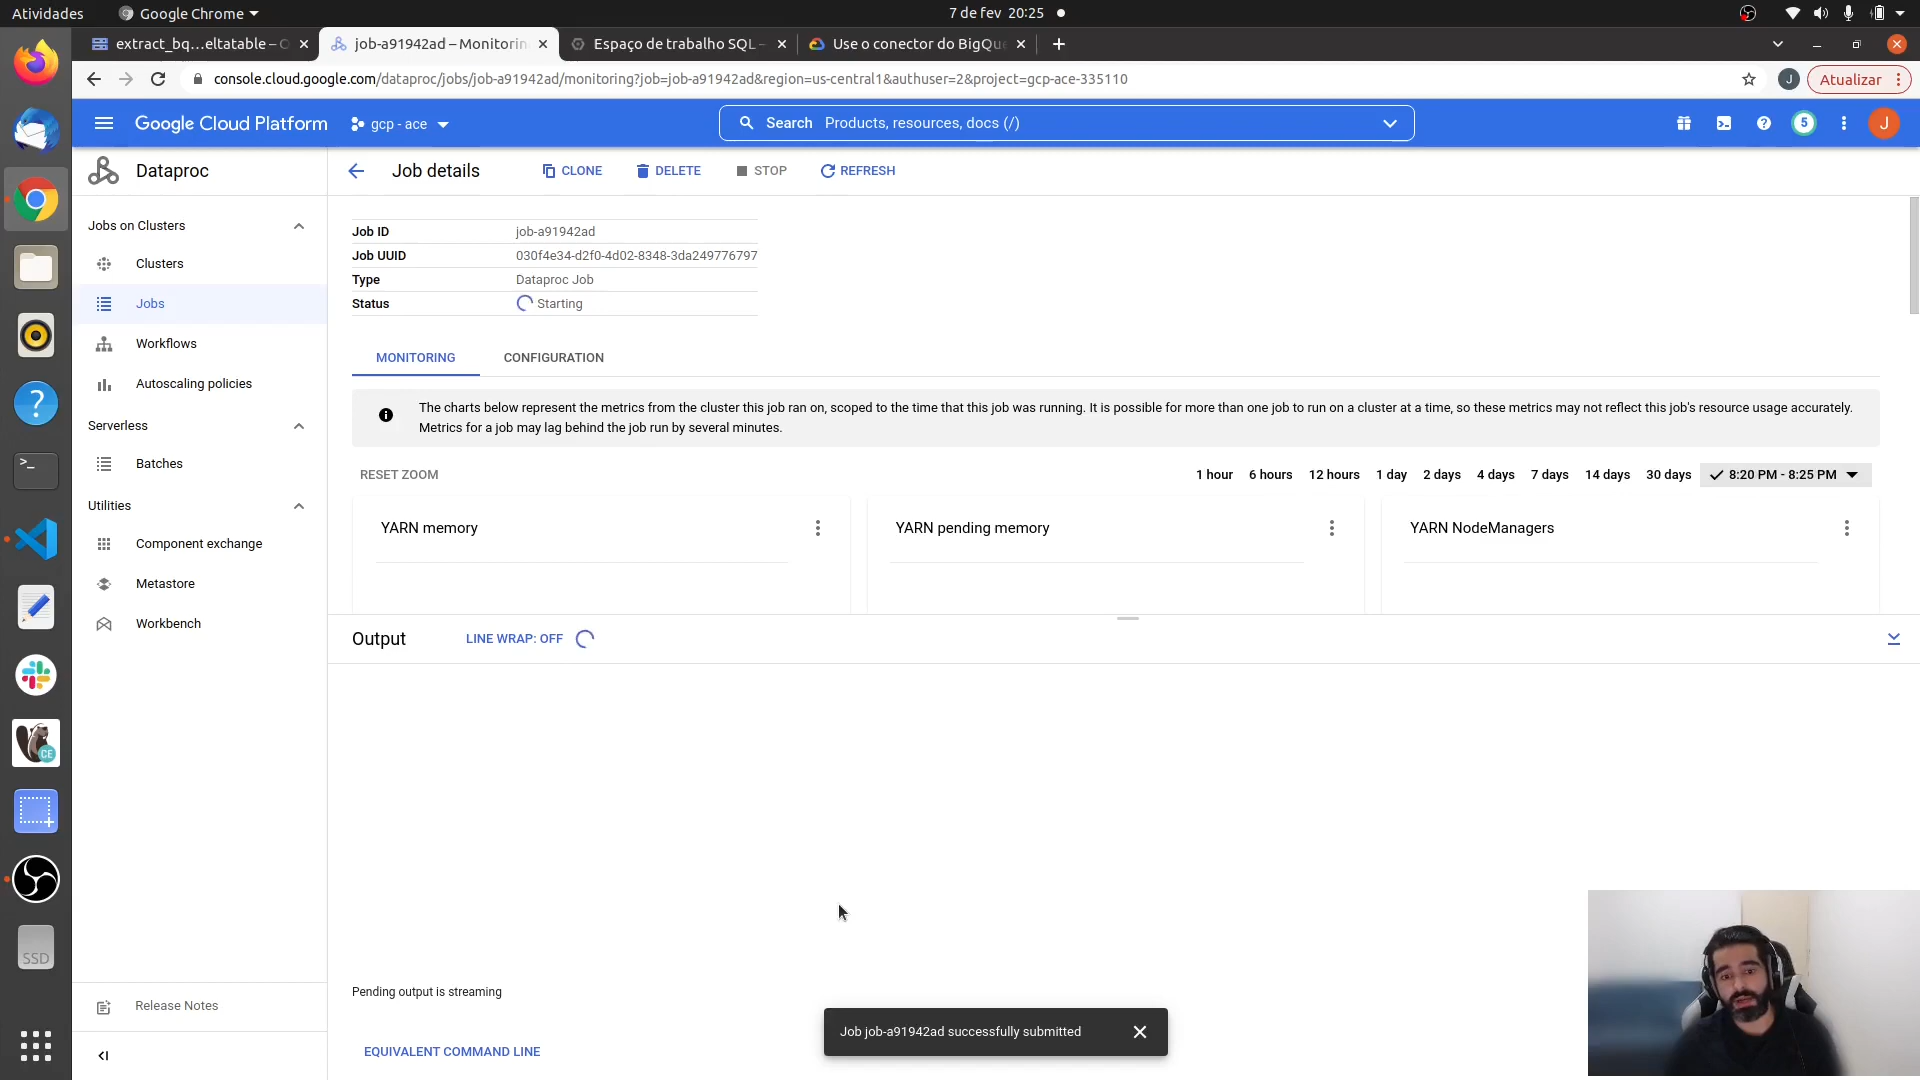 Atividades
Google Chrome
7 de fev 20:25
extract_bq...eltatable – C
job-a91942ad – Monitorin
Espaço de trabalho SQL –
Use o conector do BigQue
console.cloud.google.com/dataproc/jobs/job-a91942ad/monitoring?job=job-a91942ad&region=us-central1&authuser=2&project=gcp-ace-335110
J
Atualizar
Google Cloud Platform
gcp - ace
Search Products, resources, docs (/)
5
J
Dataproc
Job details
CLONE
DELETE
STOP
REFRESH
Jobs on Clusters
Clusters
Jobs
Workflows
Autoscaling policies
Serverless
Batches
Utilities
Component exchange
Metastore
Workbench
Release Notes
Job ID job-a91942ad
Job UUID 030f4e34-d2f0-4d02-8348-3da249776797
Type Dataproc Job
Status Starting
MONITORING
CONFIGURATION
The charts below represent the metrics from the cluster this job ran on, scoped to the time that this job was running. It is possible for more than one job to run on a cluster at a time, so these metrics may not reflect this job's resource usage accurately.
Metrics for a job may lag behind the job run by several minutes.
RESET ZOOM
1 hour 6 hours 12 hours 1 day 2 days 4 days 7 days 14 days 30 days 8:20 PM - 8:25 PM
YARN memory
YARN pending memory
YARN NodeManagers
Output
LINE WRAP: OFF
Pending output is streaming
Job job-a91942ad successfully submitted
EQUIVALENT COMMAND LINE
CE
SSD